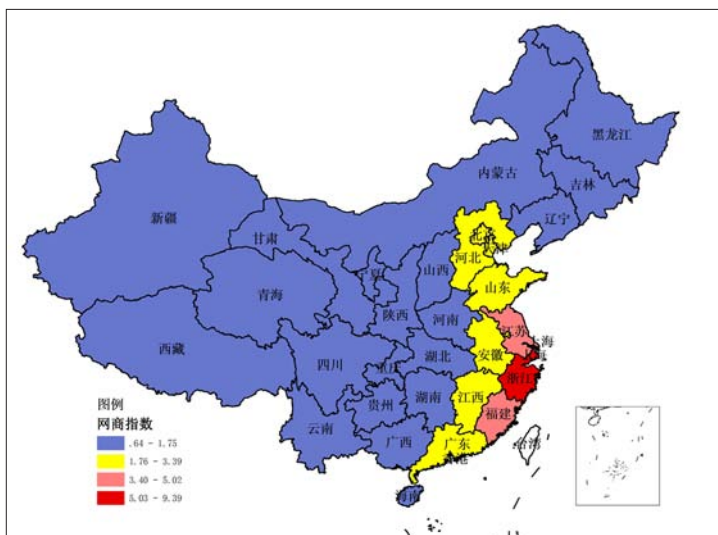 黑龙江
内蒙古
吉林
新疆
辽宁
甘肃
北京
天津
河北
宁夏
山西
青海
山东
陕西
河南
西藏
江苏
上海
安徽
四川
湖北
重庆
浙江
湖南
江西
贵州
福建
云南
广西
广东
台湾
香港
海南
图例
网商指数
.64 - 1.75
1.76 - 3.39
3.40 - 5.02
5.03 - 9.39